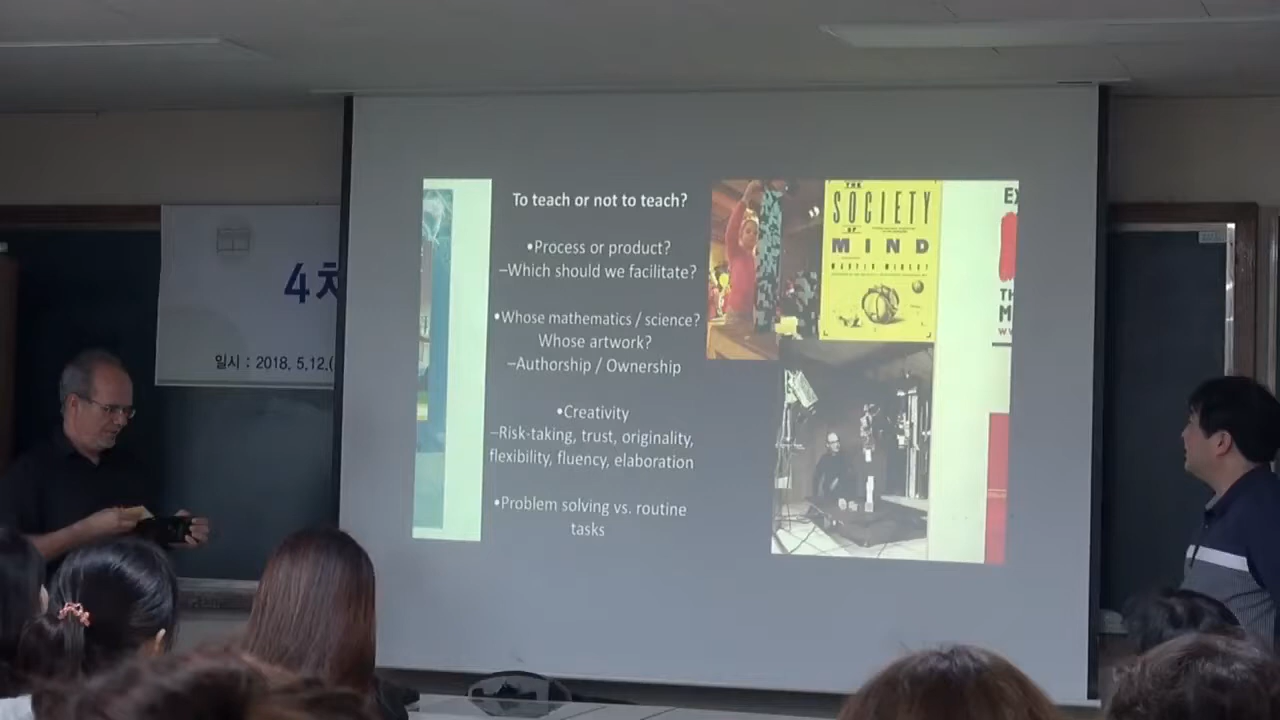 4차
일시 : 2018. 5.12.(
To teach or not to teach?
•Process or product?
–Which should we facilitate?
•Whose mathematics / science?
Whose artwork?
–Authorship / Ownership
•Creativity
–Risk-taking, trust, originality,
flexibility, fluency, elaboration
•Problem solving vs. routine
tasks
THE
SOCIETY
OF
MIND
MARVIN MINSKY
EX
TH
M